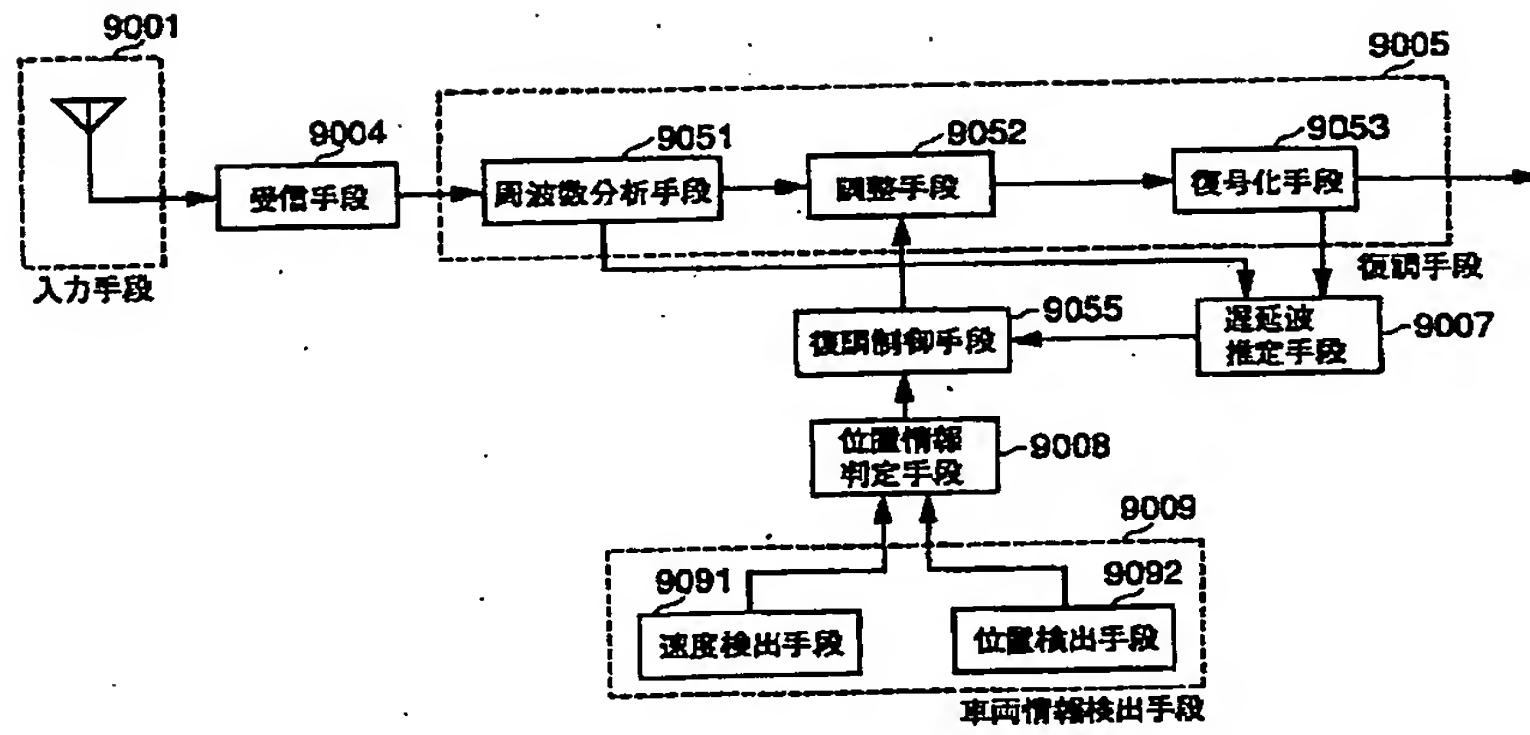 9001
入力手段
9004
受信手段
9005
9051
周波数分析手段
9052
調整手段
9053
復号化手段
復調手段
9055
復調制御手段
遅延波
推定手段
9007
位置情報
判定手段
9008
9009
9091
速度検出手段
9092
位置検出手段
車両情報検出手段